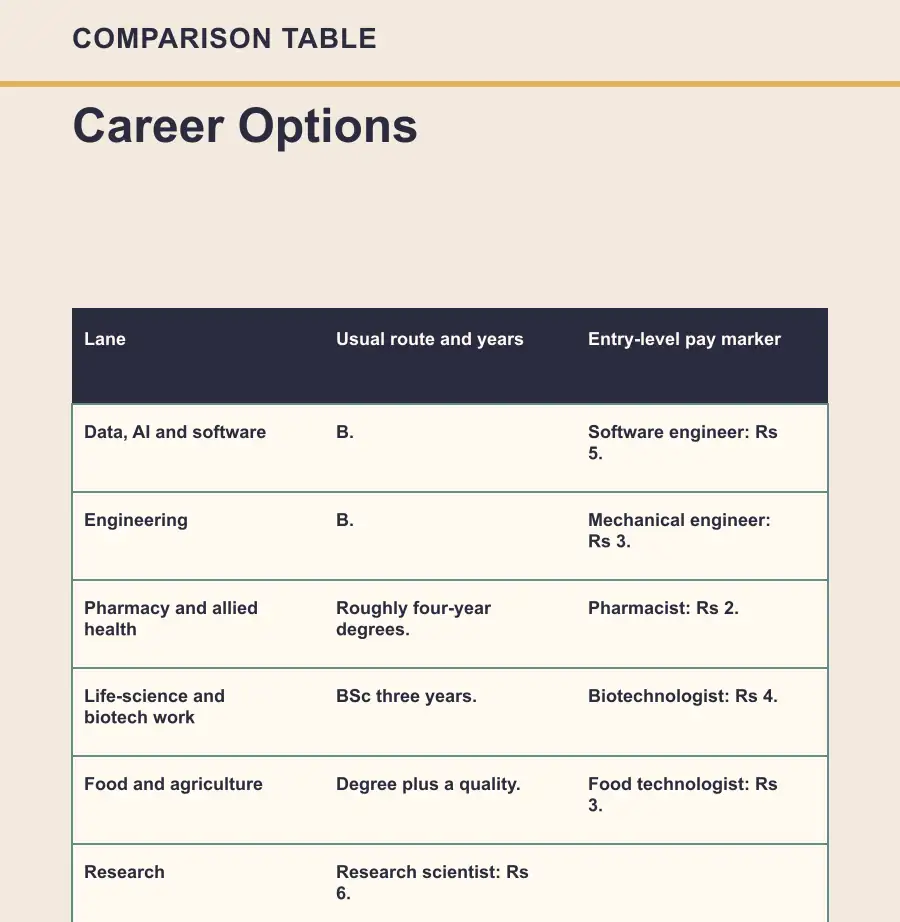 COMPARISON TABLE
Career Options
Lane
Usual route and years
Entry-level pay marker
Data, AI and software
B.
Software engineer: Rs
5.
Engineering
B.
Mechanical engineer:
Rs 3.
Pharmacy and allied
health
Roughly four-year
degrees.
Pharmacist: Rs 2.
Life-science and
biotech work
BSc three years.
Biotechnologist: Rs 4.
Food and agriculture
Degree plus a quality.
Food technologist: Rs
3.
Research
Research scientist: Rs
6.